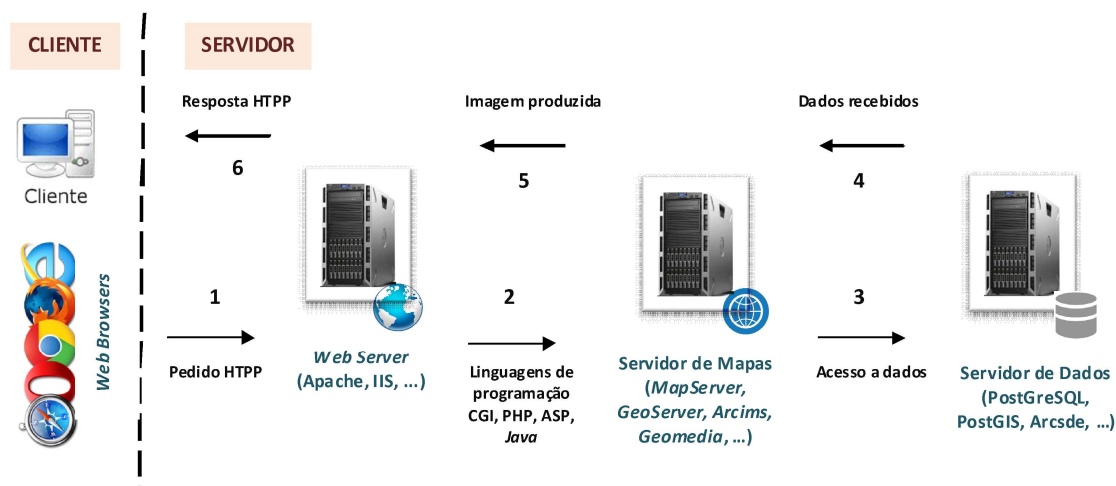 CLIENTE
SERVIDOR
Resposta HTPP
Imagem produzida
Dados recebidos
6
5
4
Cliente
Web Browsers
1
2
3
Pedido HTPP
Web Server
(Apache, IIS, ...)
Linguagens de
programação
CGI, PHP, ASP,
Java
Servidor de Mapas
(MapServer,
GeoServer, Arcims,
Geomedia, ...)
Acesso a dados
Servidor de Dados
(PostGreSQL,
PostGIS, Arcsde, ...)